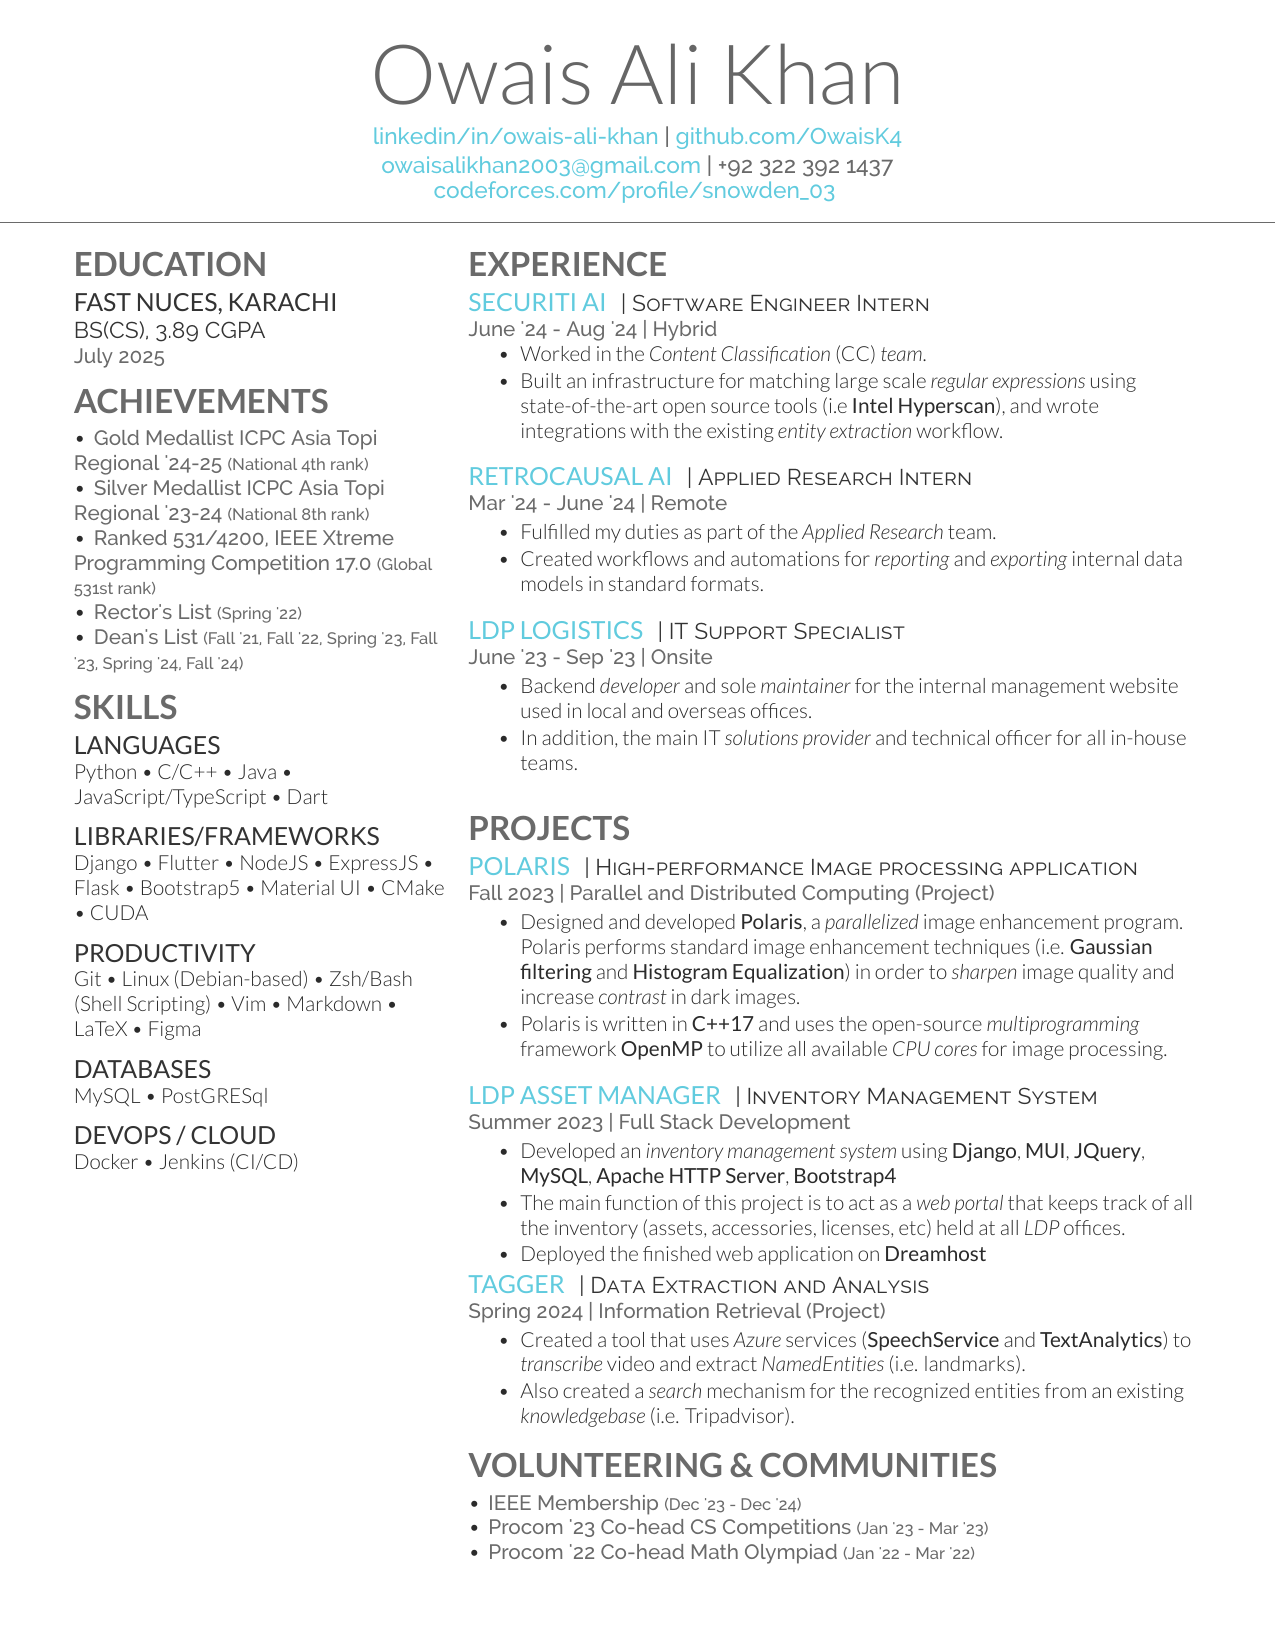 Owais Ali Khan
linkedin/in/owais-ali-khan | github.com/OwaisK4
owaisalikhan2003@gmail.com | +92 322 392 1437
codeforces.com/profile/snowden_03
EDUCATION
FAST NUCES, KARACHI
BS(CS), 3.89 CGPA
July 2025
ACHIEVEMENTS
• Gold Medallist ICPC Asia Topi
Regional '24-25 (National 4th rank)
• Silver Medallist ICPC Asia Topi
Regional '23-24 (National 8th rank)
• Ranked 531/4200, IEEE Xtreme
Programming Competition 17.0 (Global
531st rank)
• Rector's List (Spring '22)
• Dean's List (Fall '21, Fall '22, Spring '23, Fall
'23, Spring '24, Fall '24)
SKILLS
LANGUAGES
Python • C/C++ • Java •
JavaScript/TypeScript • Dart
LIBRARIES/FRAMEWORKS
Django • Flutter • NodeJS • ExpressJS •
Flask • Bootstrap5 • Material UI • CMake
• CUDA
PRODUCTIVITY
Git • Linux (Debian-based) • Zsh/Bash
(Shell Scripting) • Vim • Markdown •
LaTeX • Figma
DATABASES
MySQL • PostGRESql
DEVOPS / CLOUD
Docker • Jenkins (CI/CD)
EXPERIENCE
SECURITI AI | Software Engineer Intern
June '24 - Aug '24 | Hybrid
• Worked in the Content Classification (CC) team.
• Built an infrastructure for matching large scale regular expressions using
state-of-the-art open source tools (i.e Intel Hyperscan), and wrote
integrations with the existing entity extraction workflow.
RETROCAUSAL AI | Applied Research Intern
Mar '24 - June '24 | Remote
• Fulfilled my duties as part of the Applied Research team.
• Created workflows and automations for reporting and exporting internal data
models in standard formats.
LDP LOGISTICS | IT Support Specialist
June '23 - Sep '23 | Onsite
• Backend developer and sole maintainer for the internal management website
used in local and overseas offices.
• In addition, the main IT solutions provider and technical officer for all in-house
teams.
PROJECTS
POLARIS | High-performance Image processing application
Fall 2023 | Parallel and Distributed Computing (Project)
• Designed and developed Polaris, a parallelized image enhancement program.
Polaris performs standard image enhancement techniques (i.e. Gaussian
filtering and Histogram Equalization) in order to sharpen image quality and
increase contrast in dark images.
• Polaris is written in C++17 and uses the open-source multiprogramming
framework OpenMP to utilize all available CPU cores for image processing.
LDP ASSET MANAGER | Inventory Management System
Summer 2023 | Full Stack Development
• Developed an inventory management system using Django, MUI, JQuery,
MySQL, Apache HTTP Server, Bootstrap4
• The main function of this project is to act as a web portal that keeps track of all
the inventory (assets, accessories, licenses, etc) held at all LDP offices.
• Deployed the finished web application on Dreamhost
TAGGER | Data Extraction and Analysis
Spring 2024 | Information Retrieval (Project)
• Created a tool that uses Azure services (SpeechService and TextAnalytics) to
transcribe video and extract NamedEntities (i.e. landmarks).
• Also created a search mechanism for the recognized entities from an existing
knowledgebase (i.e. Tripadvisor).
VOLUNTEERING & COMMUNITIES
• IEEE Membership (Dec '23 - Dec '24)
• Procom '23 Co-head CS Competitions (Jan '23 - Mar '23)
• Procom '22 Co-head Math Olympiad (Jan '22 - Mar '22)